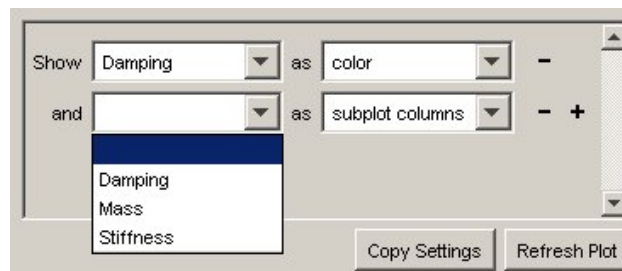 Show Damping as color - 
and as subplot columns - +
Damping
Mass
Stiffness
Copy Settings Refresh Plot